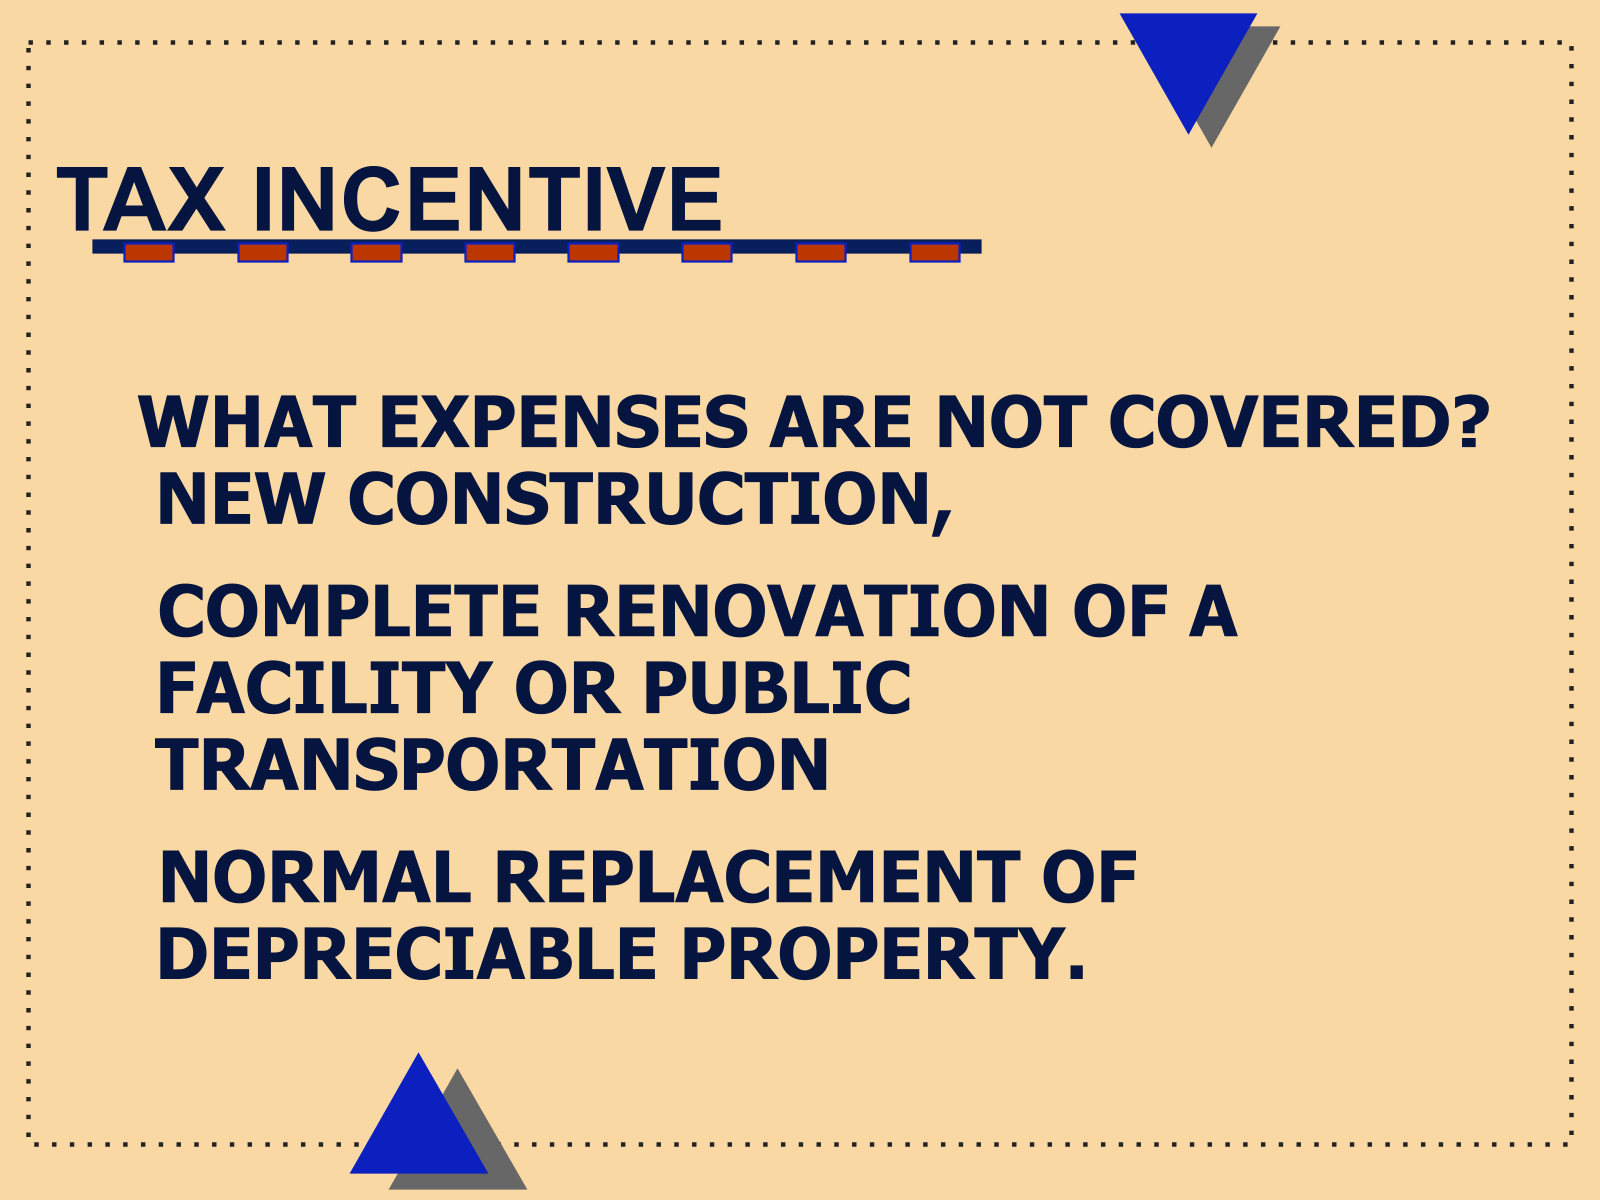 TAX INCENTIVE
WHAT EXPENSES ARE NOT COVERED?
NEW CONSTRUCTION,
COMPLETE RENOVATION OF A
FACILITY OR PUBLIC
TRANSPORTATION
NORMAL REPLACEMENT OF
DEPRECIABLE PROPERTY.